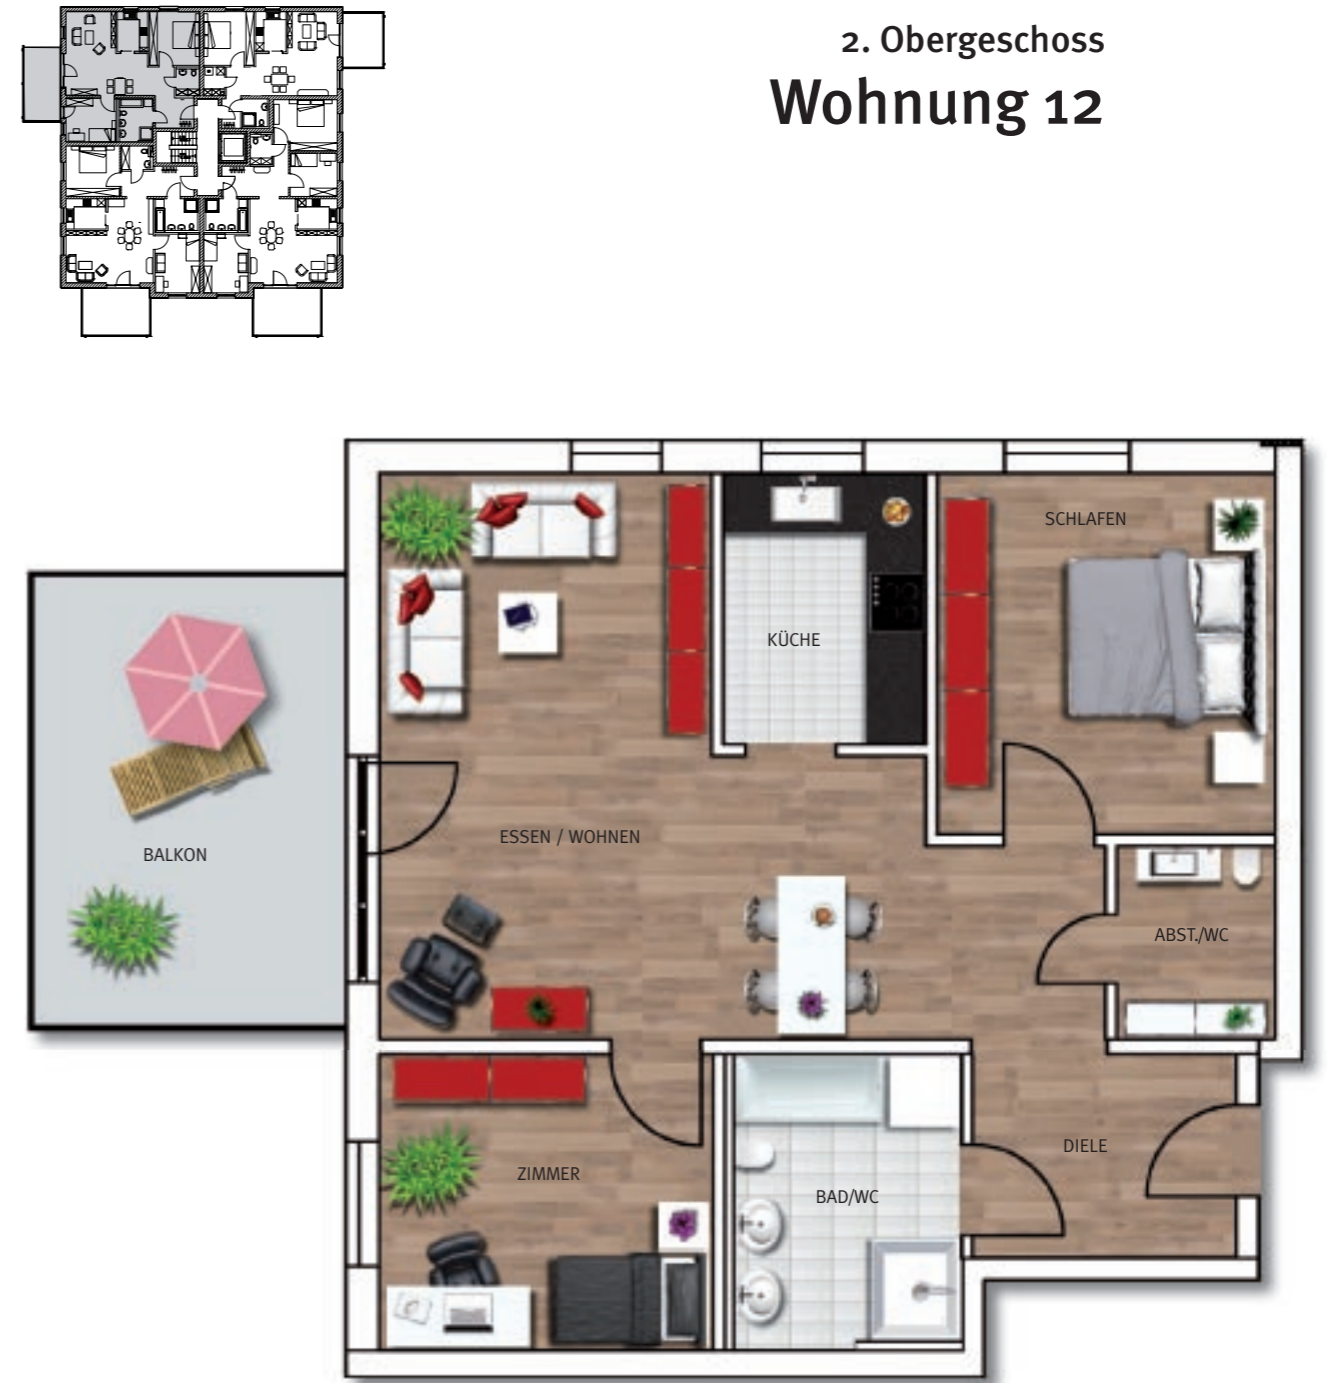 2. Obergeschoss
Wohnung 12
SCHLAFEN
KÜCHE
ESSEN / WOHNEN
BALKON
ABST./WC
DIELE
ZIMMER
BAD/WC